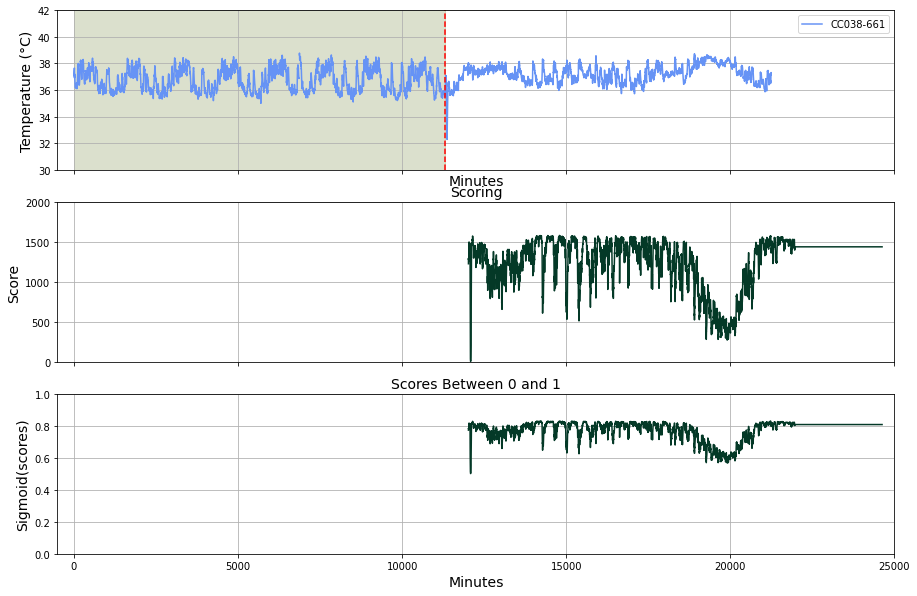 42
40
38
36
34
32
30
Temperature (°C)
CC038-661
Minutes
Scoring
2000
1500
1000
500
0
Score
Scores Between 0 and 1
1.0
0.8
0.6
0.4
0.2
0.0
Sigmoid(scores)
0 5000 10000 15000 20000 25000
Minutes